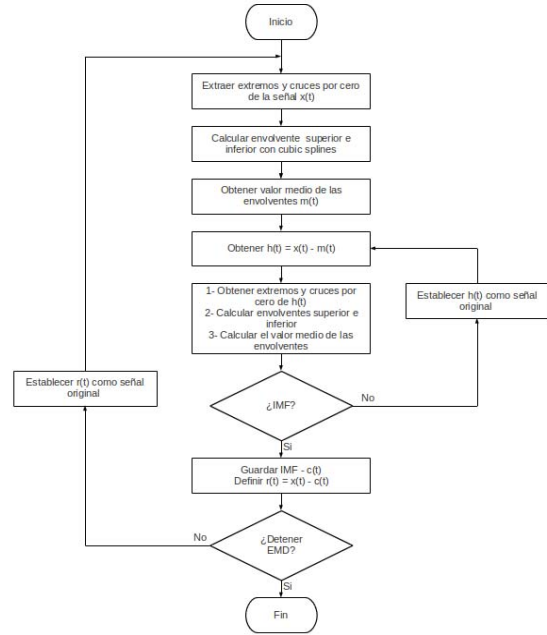 Inicio
Extraer extremos y cruces por cero
de la señal x(t)
Calcular envolvente superior e
inferior con cubic splines
Obtener valor medio de las
envolventes m(t)
Obtener h(t) = x(t) - m(t)
1- Obtener extremos y cruces por
cero de h(t)
2- Calcular envolventes superior e
inferior
3- Calcular el valor medio de las
envolventes
Establecer h(t) como señal
original
Establecer r(t) como señal
original
¿IMF?
No
Si
Guardar IMF - c(t)
Definir r(t) = x(t) - c(t)
¿Detener
EMD?
No
Si
Fin